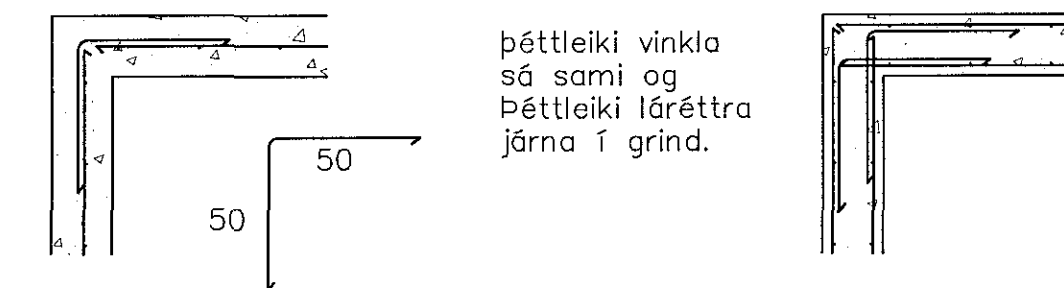 þéttleiki vinkla
sá sami og
Þéttleiki láréttra
járna í grind.
50
50